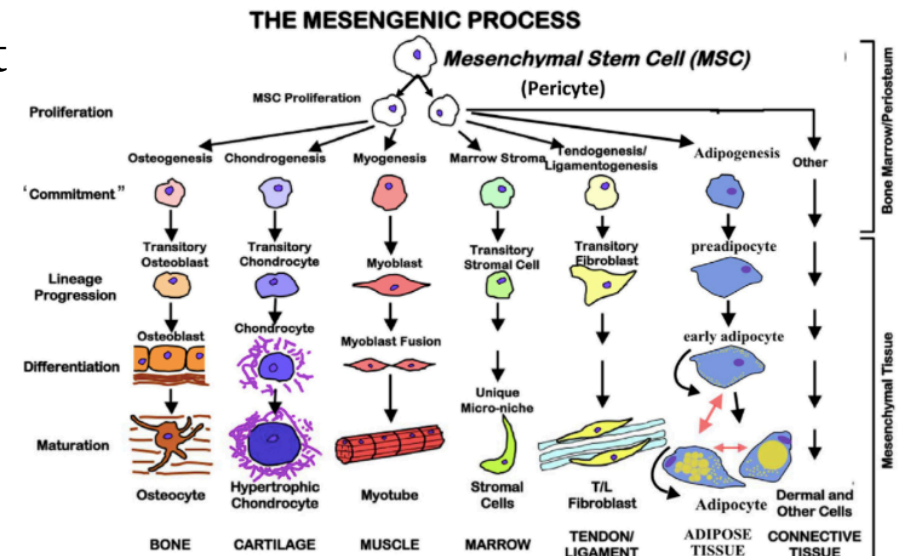 THE MESENGENIC PROCESS
t
Mesenchymal Stem Cell (MSC)
(Pericyte)
MSC Proliferation
Proliferation
Osteogenesis
Chondrogenesis
Myogenesis
Marrow Stroma
Tendogenesis/
Ligamentogenesis
Adipogenesis
Other
Bone Marrow/Periosteum
‘Commitment”
Transitory
Osteoblast
Transitory
Chondrocyte
Myoblast
Transitory
Stromal Cell
Transitory
Fibroblast
preadipocyte
Lineage
Progression
Osteoblast
Chondrocyte
Myoblast Fusion
early adipocyte
Differentiation
Unique
Micro-niche
Mesenchymal Tissue
Maturation
Osteocyte
Hypertrophic
Chondrocyte
Myotube
Stromal
Cells
T/L
Fibroblast
Adipocyte
Dermal and
Other Cells
BONE
CARTILAGE
MUSCLE
MARROW
TENDON/
LIGAMENT
ADIPOSE
TISSUE
CONNECTIVE
TISSUE